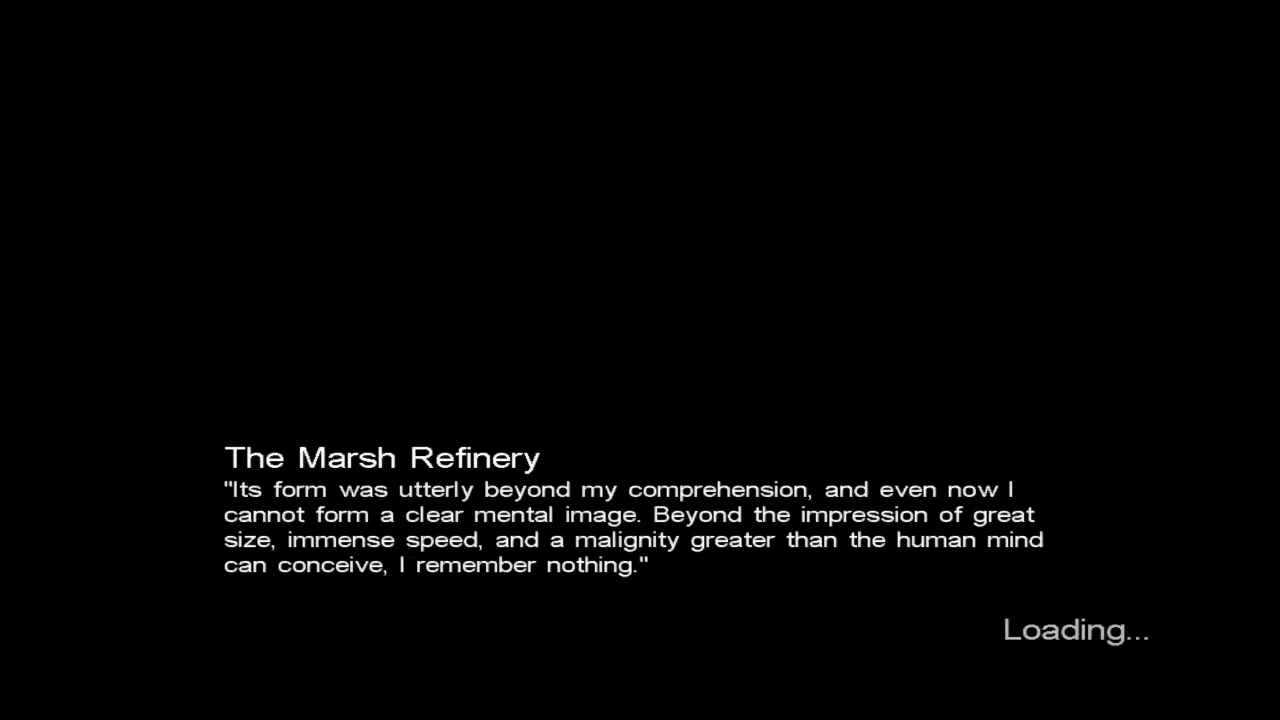 The Marsh Refinery
"Its form was utterly beyond my comprehension, and even now I
cannot form a clear mental image. Beyond the impression of great
size, immense speed, and a malignity greater than the human mind
can conceive, I remember nothing."
Loading...